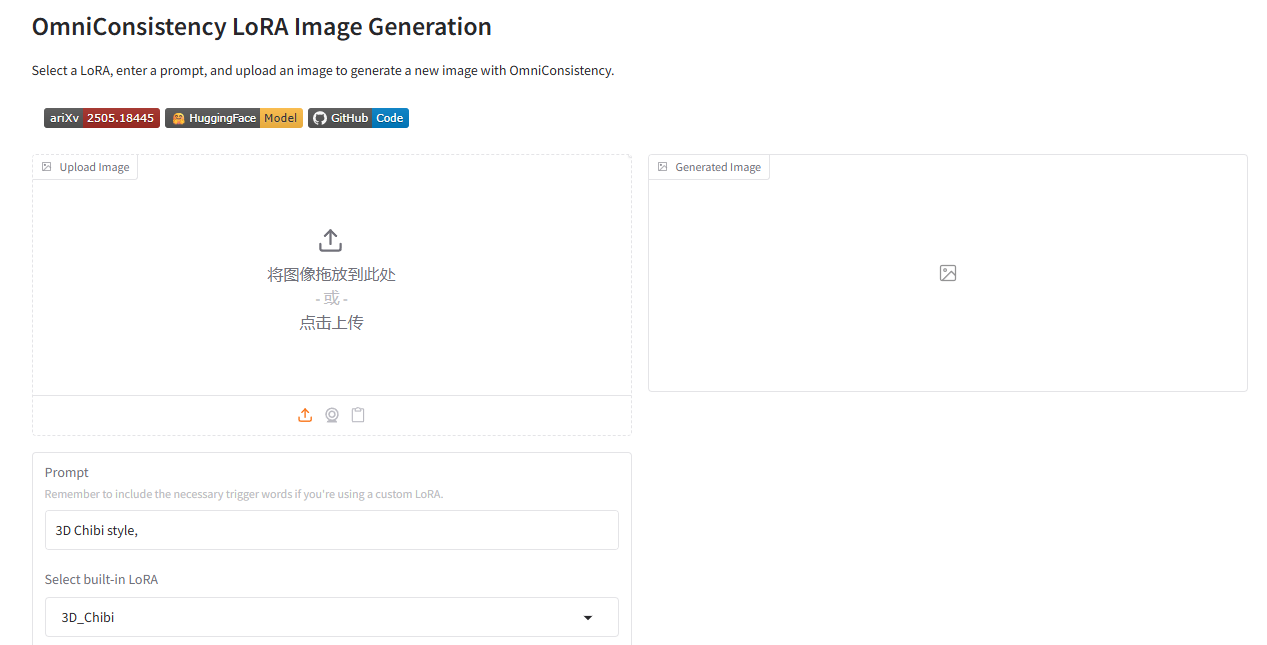 OmniConsistency LoRA Image Generation
Select a LoRA, enter a prompt, and upload an image to generate a new image with OmniConsistency.
ariXv 2505.18445 HuggingFace Model GitHub Code
Upload Image
将图像拖放到此处
- 或 -
点击上传
Generated Image
Prompt
Remember to include the necessary trigger words if you're using a custom LoRA.
3D Chibi style,
Select built-in LoRA
3D_Chibi